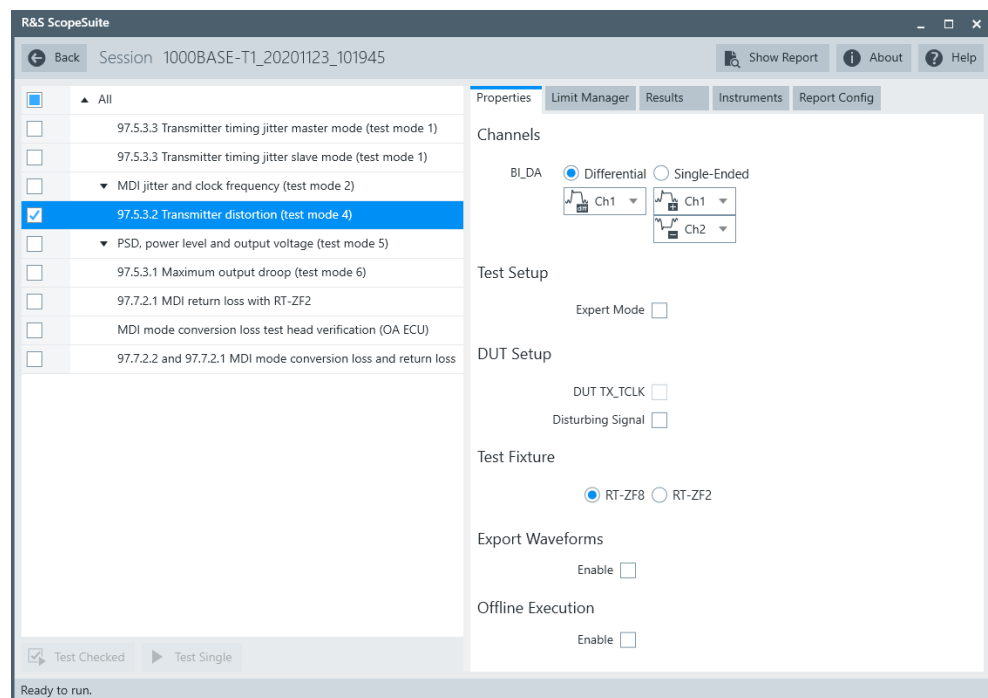 R&S ScopeSuite
Back Session 1000BASE-T1_20201123_101945 Show Report About Help
All
97.5.3.3 Transmitter timing jitter master mode (test mode 1)
97.5.3.3 Transmitter timing jitter slave mode (test mode 1)
MDI jitter and clock frequency (test mode 2)
97.5.3.2 Transmitter distortion (test mode 4)
PSD, power level and output voltage (test mode 5)
97.5.3.1 Maximum output droop (test mode 6)
97.7.2.1 MDI return loss with RT-ZF2
MDI mode conversion loss test head verification (OA ECU)
97.7.2.2 and 97.7.2.1 MDI mode conversion loss and return loss
Properties Limit Manager Results Instruments Report Config
Channels
BI_DA Differential Single-Ended
Ch1 Ch1
Ch2
Test Setup
Expert Mode
DUT Setup
DUT TX_TCLK
Disturbing Signal
Test Fixture
RT-ZF8 RT-ZF2
Export Waveforms
Enable
Offline Execution
Enable
Test Checked Test Single
Ready to run.